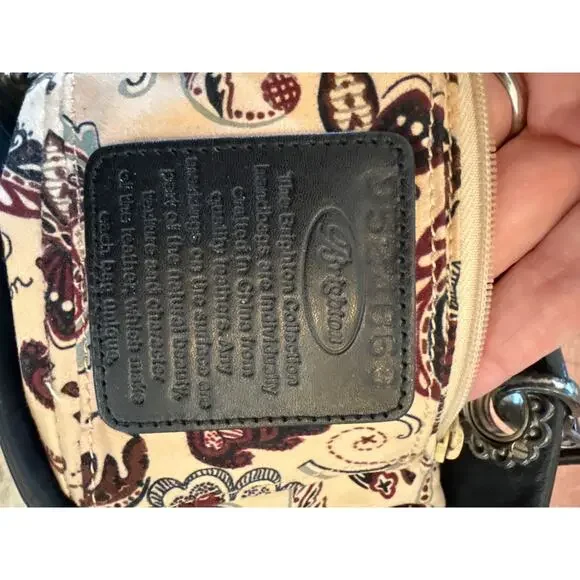 Brighton
The Brighton Collection
handbags are individually
crafted in China from
quality leathers. Any
markings on the surface are
part of the natural beauty,
texture and character
of the leather which make
each bag unique.